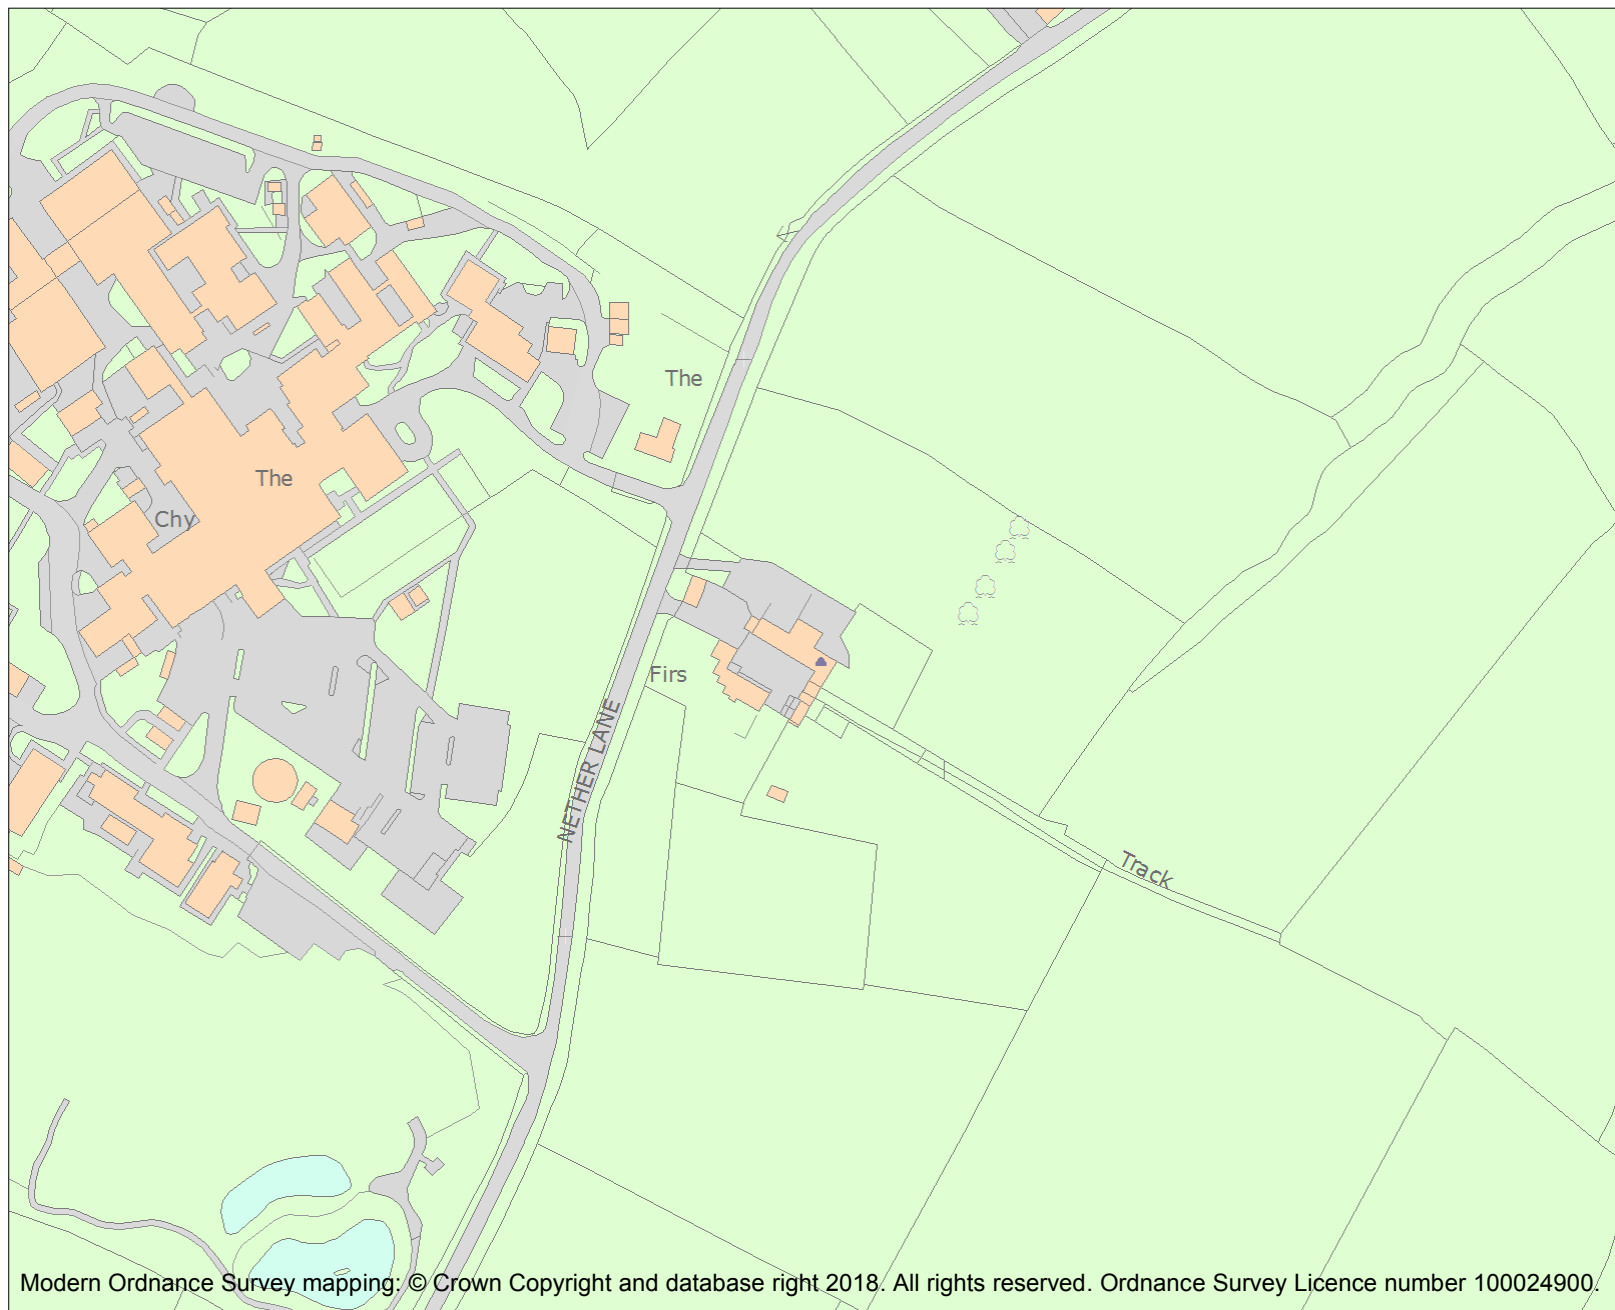 The
The
Chy
Firs
NETHER LANE
Track
Modern Ordnance Survey mapping: © Crown Copyright and database right 2018. All rights reserved. Ordnance Survey Licence number 100024900.